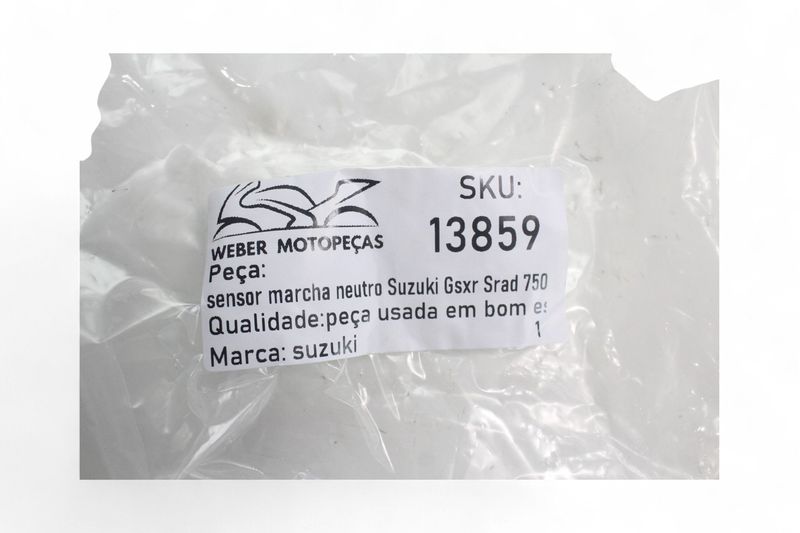 SKU:
13859
WEBER MOTOPEÇAS
Peça:
sensor marcha neutro Suzuki Gsxr Srad 750
Qualidade:peça usada em bom es
1
Marca: suzuki